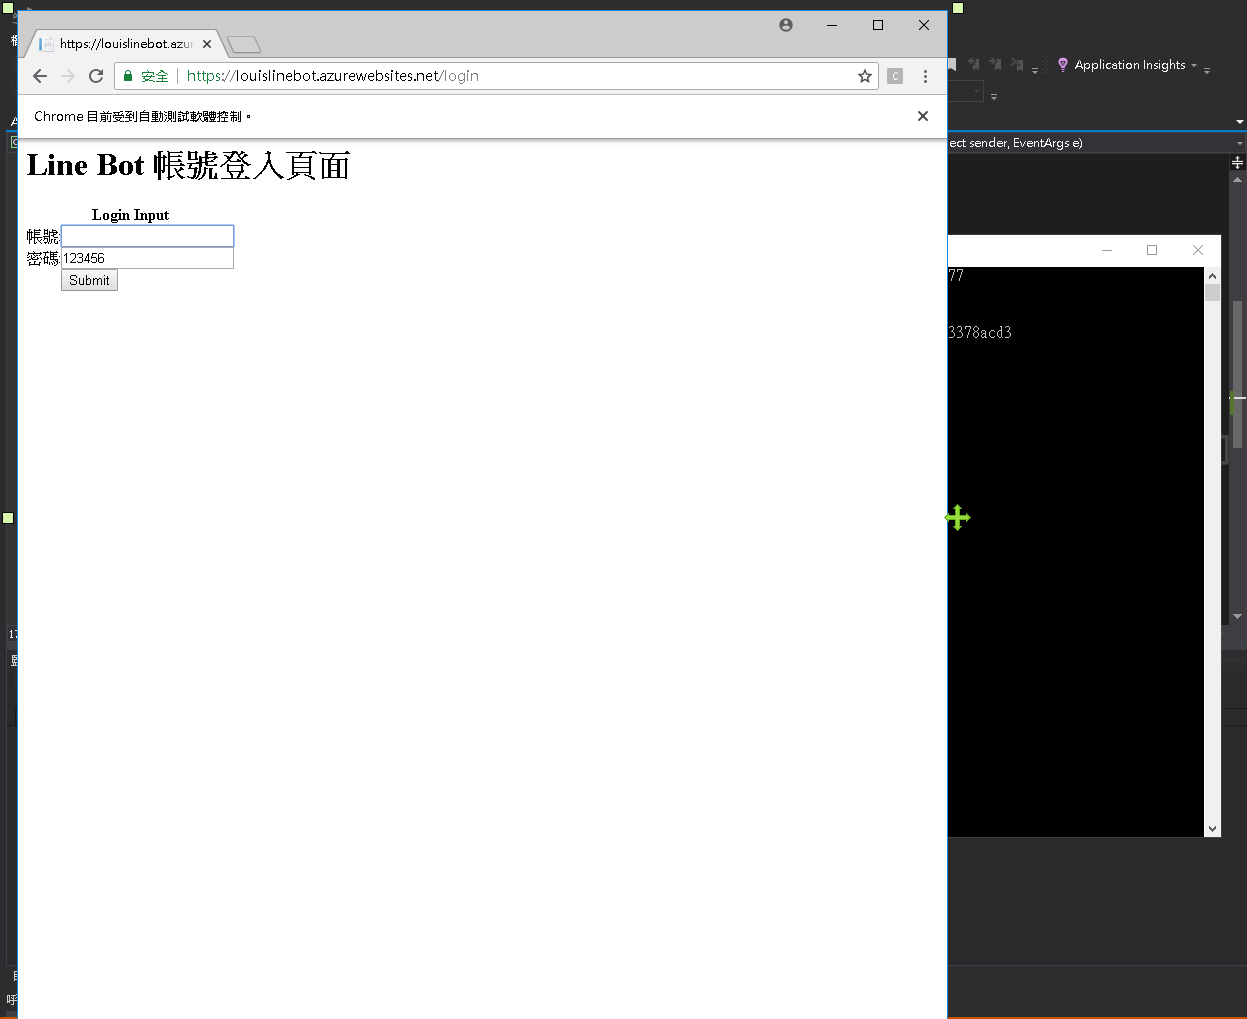 https://louislinebot.azur
安全
https://louislinebot.azurewebsites.net/login
C
Application Insights
Chrome 目前受到自動測試軟體控制。
ect sender, EventArgs e)
Line Bot 帳號登入頁面
Login Input
帳號:
密碼:123456
Submit
77
3378acd3
17
呼